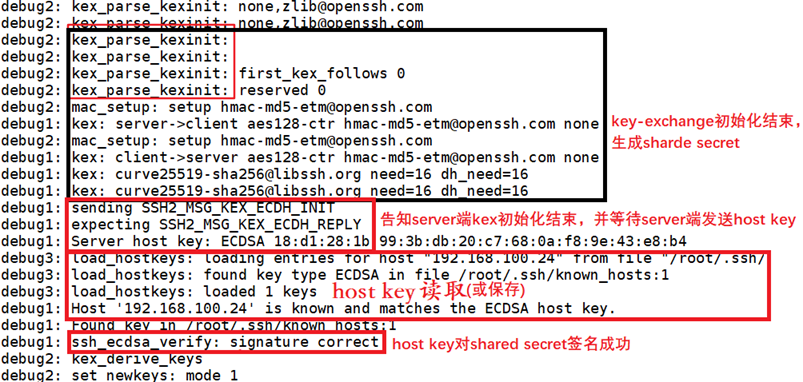 debug2: kex_parse_kexinit: none,zlib@openssh.com
debug2: kex_parse_kexinit: none,zlib@openssh.com
debug2: kex_parse_kexinit:
debug2: kex_parse_kexinit:
debug2: kex_parse_kexinit: first_kex_follows 0
debug2: kex_parse_kexinit: reserved 0
debug2: mac_setup: setup hmac-md5-etm@openssh.com
debug1: kex: server->client aes128-ctr hmac-md5-etm@openssh.com none
debug2: mac_setup: setup hmac-md5-etm@openssh.com
debug1: kex: client->server aes128-ctr hmac-md5-etm@openssh.com none
debug1: kex: curve25519-sha256@libssh.org need=16 dh_need=16
debug1: kex: curve25519-sha256@libssh.org need=16 dh_need=16
key-exchange初始化结束，
生成sharde secret
debug1: sending SSH2_MSG_KEX_ECDH_INIT
debug1: expecting SSH2_MSG_KEX_ECDH_REPLY
告知server端kex初始化结束，并等待server端发送host key
debug1: Server host key: ECDSA 18:d1:28:1b 99:3b:db:20:c7:68:0a:f8:9e:43:e8:b4
debug3: load_hostkeys: loading entries for host "192.168.100.24" from file "/root/.ssh/
debug3: load_hostkeys: found key type ECDSA in file /root/.ssh/known_hosts:1
debug3: load_hostkeys: loaded 1 keys
host key 读取(或保存)
debug1: Host '192.168.100.24' is known and matches the ECDSA host key.
debug1: Found key in /root/.ssh/known_hosts:1
debug1: ssh_ecdsa_verify: signature correct
host key对shared secret签名成功
debug2: kex_derive_keys
debug2: set_newkeys: mode 1